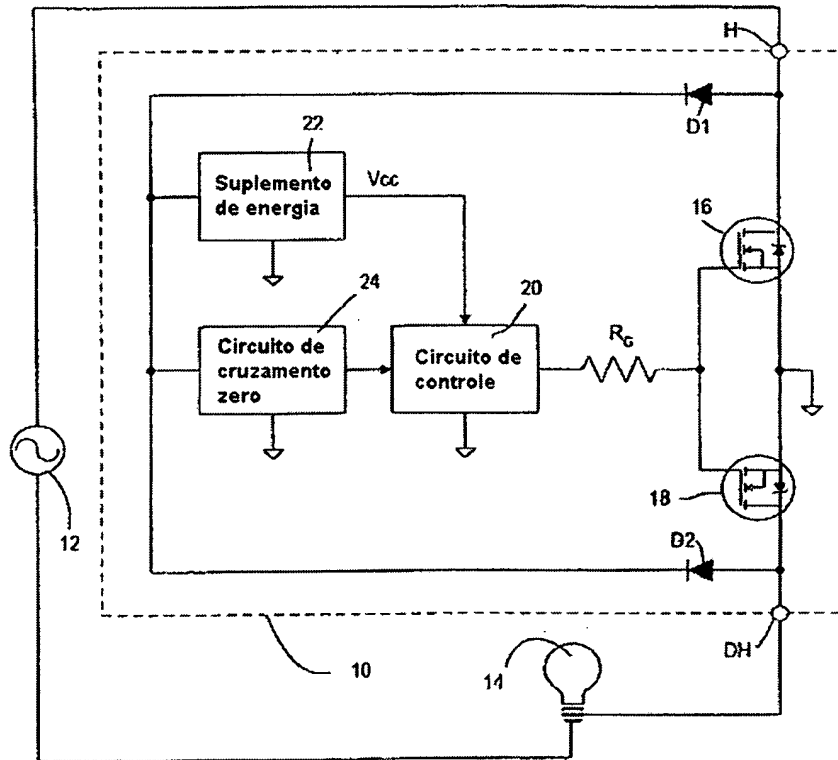 H
D1
22
Suplemento
de energia
Vcc
16
24
Circuito de
cruzamento
zero
20
Circuito de
controle
RG
12
18
D2
10
14
DH